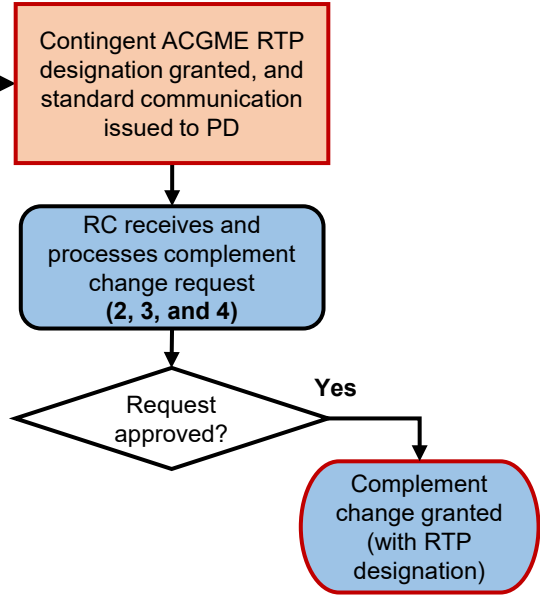 Contingent ACGME RTP
designation granted, and
standard communication
issued to PD
RC receives and
processes complement
change request
(2, 3, and 4)
Request
approved?
Yes
Complement
change granted
(with RTP
designation)